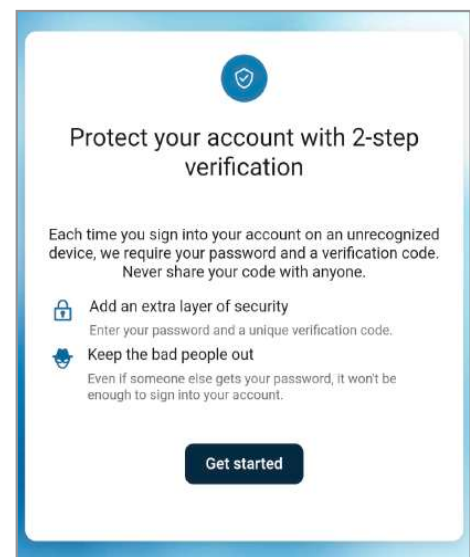 Protect your account with 2-step
verification
Each time you sign into your account on an unrecognized
device, we require your password and a verification code.
Never share your code with anyone.
Add an extra layer of security
Enter your password and a unique verification code.
Keep the bad people out
Even if someone else gets your password, it won't be
enough to sign into your account.
Get started